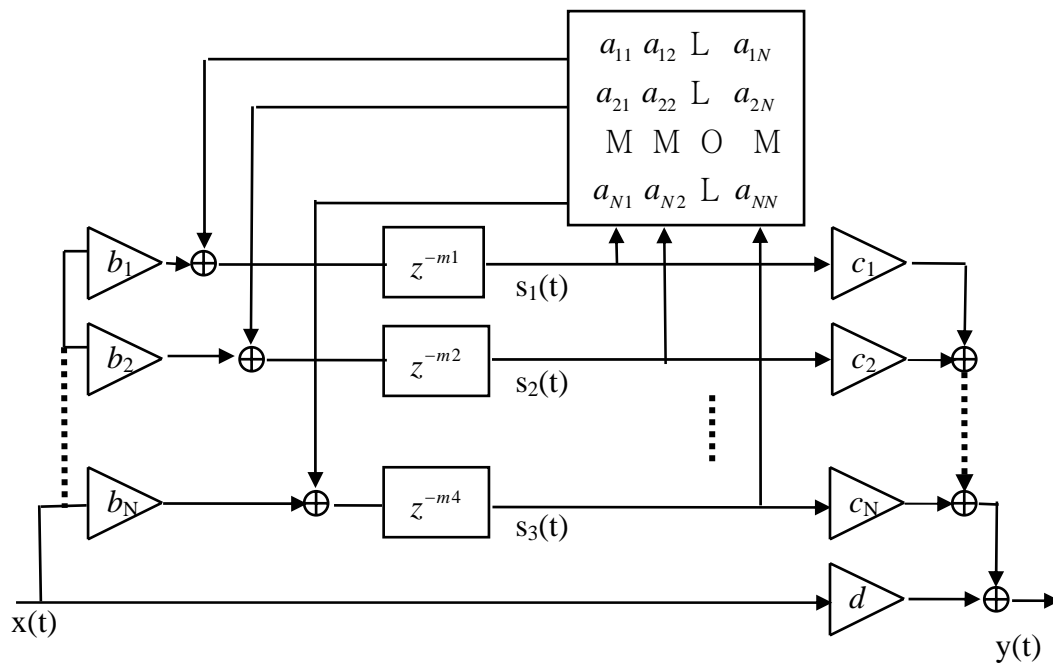 a₁₁ a₁₂ L a₁N
a₂₁ a₂₂ L a₂N
M M O M
aN₁ aN₂ L aNN
b₁
z⁻ᵐ¹
s₁(t)
c₁
b₂
z⁻ᵐ²
s₂(t)
c₂
bN
z⁻ᵐ⁴
s₃(t)
cN
x(t)
d
y(t)